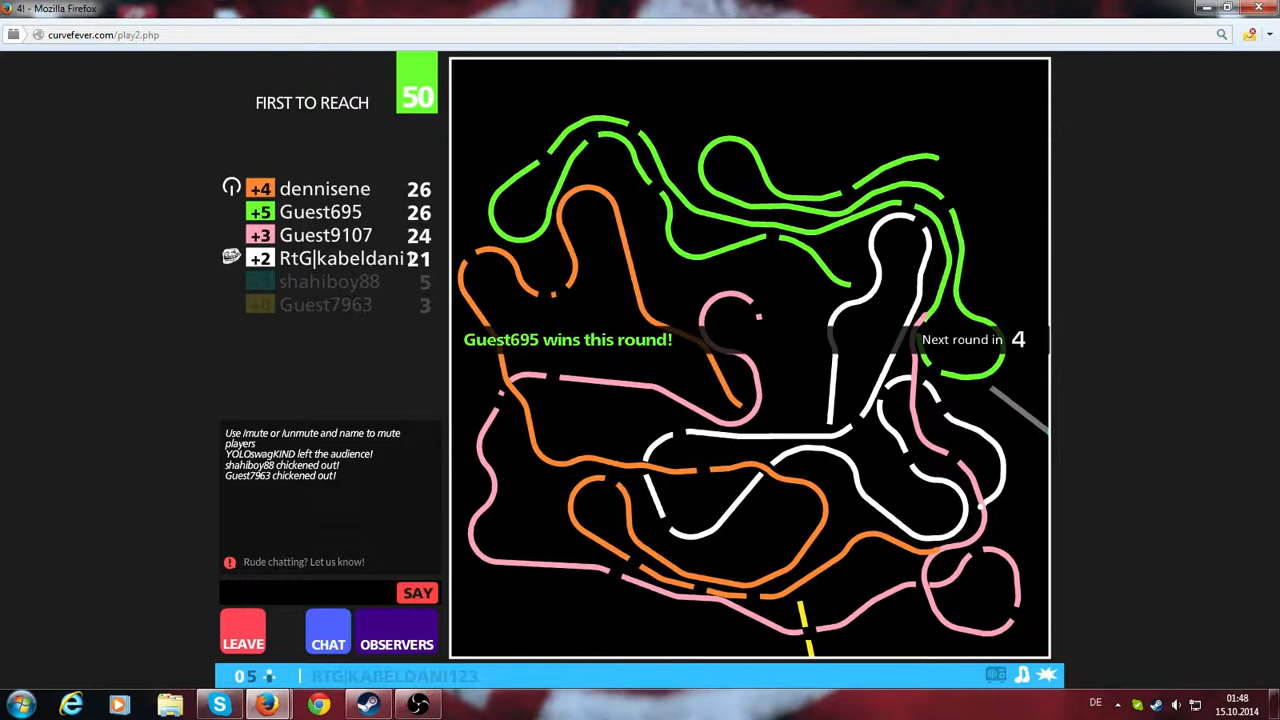 4! - Mozilla Firefox
curvefever.com/play2.php
FIRST TO REACH 50
+4 dennisene 26
+5 Guest695 26
+3 Guest9107 24
+2 RtG|kabeldani 21
shahiboy88 5
Guest7963 3
Guest695 wins this round!
Next round in 4
Use /mute or /unmute and name to mute
players
YOLOswagKIND left the audience!
shahiboy88 chickened out!
Guest7963 chickened out!
Rude chatting? Let us know!
SAY
LEAVE CHAT OBSERVERS
05 RTG|KABELDANI123
DE 01:48
15.10.2014